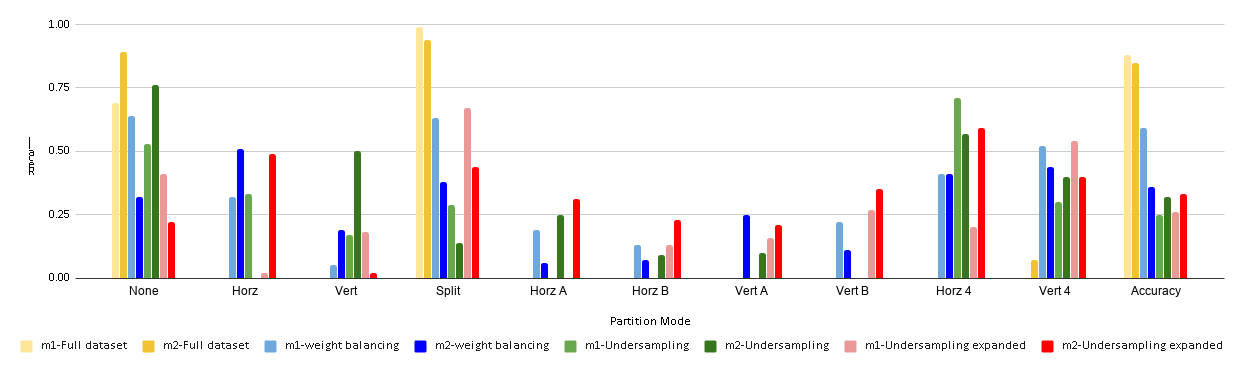 1.00
0.75
0.50
0.25
0.00
None Horz Vert Split Horz A Horz B Vert A Vert B Horz 4 Vert 4 Accuracy
Partition Mode
m1-Full dataset m2-Full dataset m1-weight balancing m2-weight balancing m1-Undersampling m2-Undersampling m1-Undersampling expanded m2-Undersampling expanded